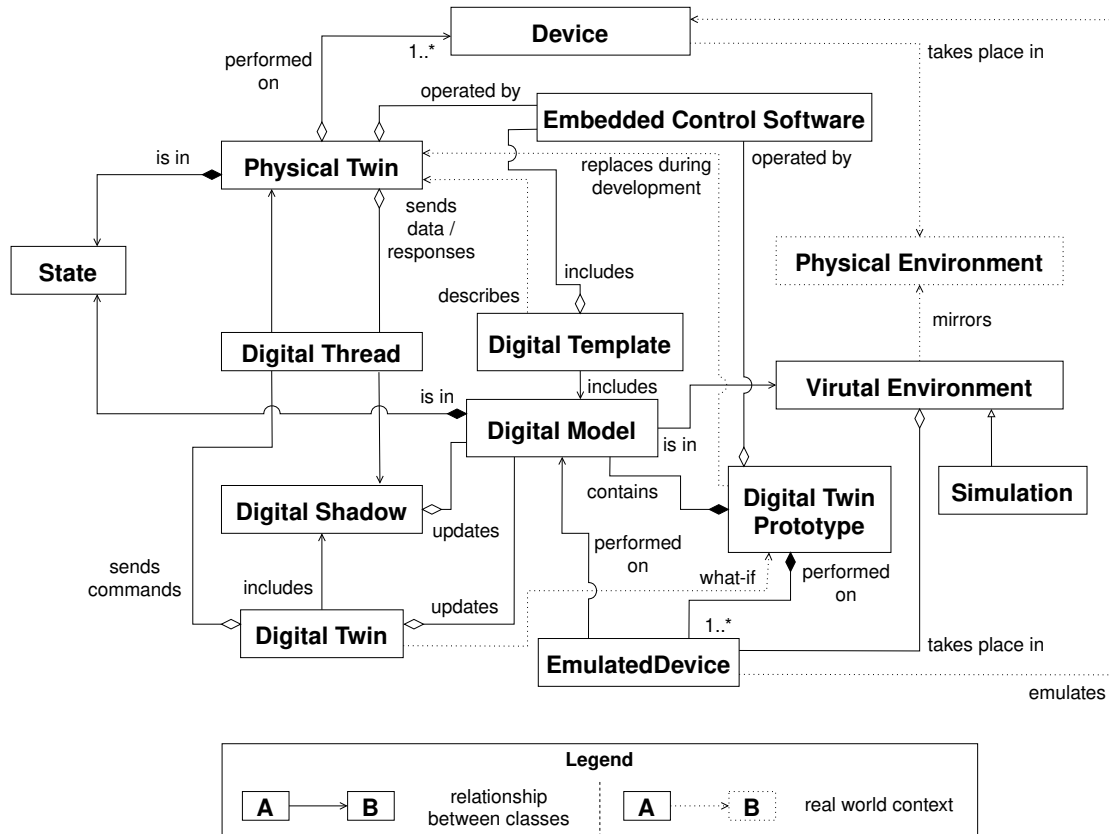 Device
takes place in
performed
on
1..*
operated by
Embedded Control Software
is in
Physical Twin
replaces during
development
operated by
sends
data /
responses
State
includes
Physical Environment
describes
mirrors
Digital Thread
Digital Template
includes
Virutal Environment
is in
Digital Model
is in
contains
Digital Twin
Prototype
Simulation
Digital Shadow
updates
performed
on
sends
commands
includes
what-if
performed
on
updates
Digital Twin
1..*
EmulatedDevice
takes place in
emulates
Legend
A
B
relationship
between classes
A
B
real world context